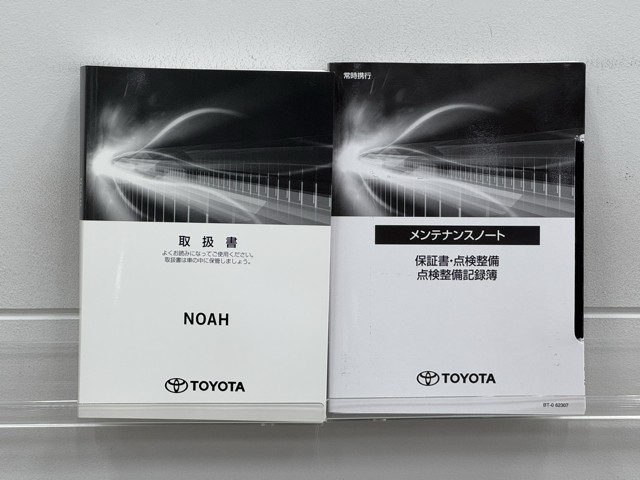 取扱書
よくお読みになってご使用ください。
取扱書は車の中に保管しましょう。
NOAH
TOYOTA
常時携行
メンテナンスノート
保証書・点検整備
点検整備記録簿
TOYOTA
BT-0 62307